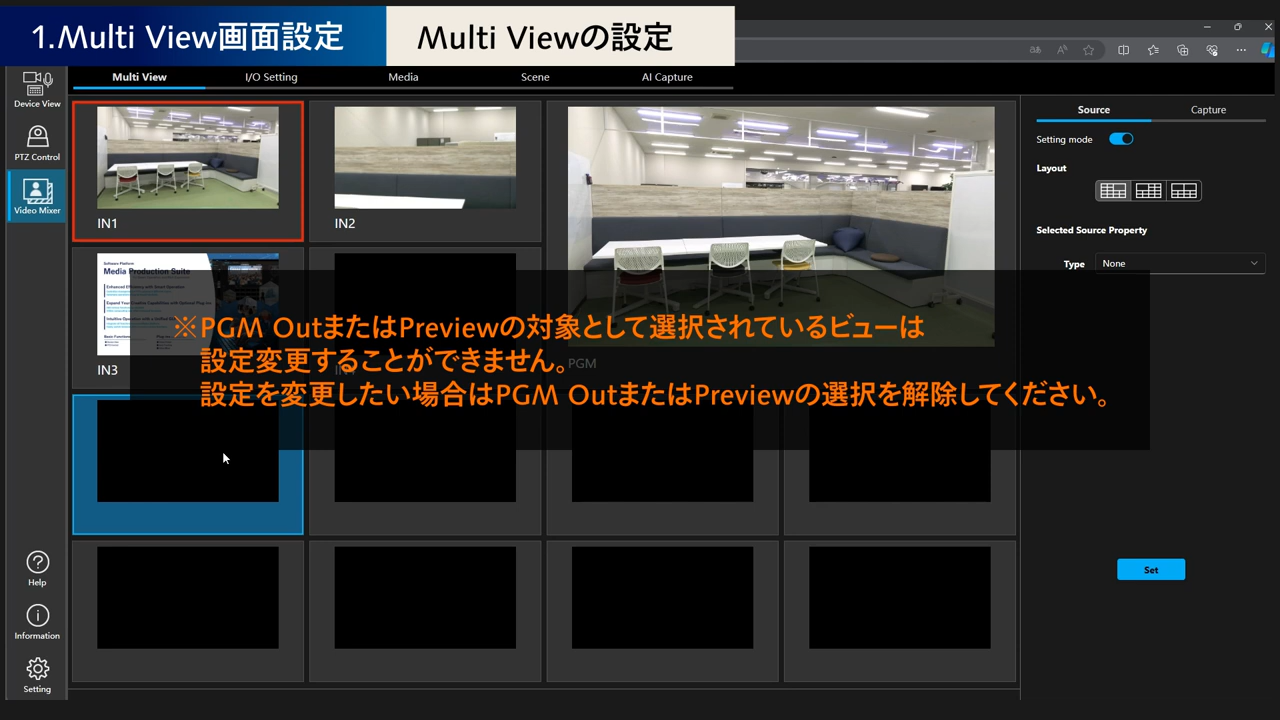 1.Multi View画面設定
Multi Viewの設定
Device View
PTZ Control
Video Mixer
Help
Information
Setting
Multi View
I/O Setting
Media
Scene
AI Capture
IN1
IN2
Software Platform
Media Production Suite
Enhanced Efficiency with Smart Operation
IN3
PGM
※PGM OutまたはPreviewの対象として選択されているビューは
設定変更することができません。
設定を変更したい場合はPGM OutまたはPreviewの選択を解除してください。
Source
Capture
Setting mode
Layout
Selected Source Property
Type
None
Set